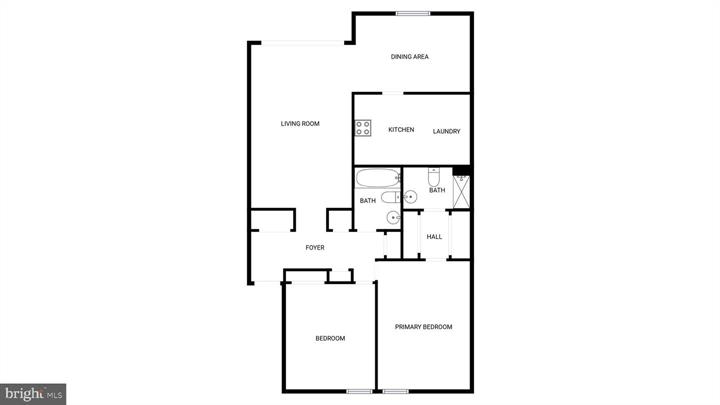 DINING AREA
LIVING ROOM
KITCHEN
LAUNDRY
BATH
BATH
HALL
FOYER
PRIMARY BEDROOM
BEDROOM
bright MLS